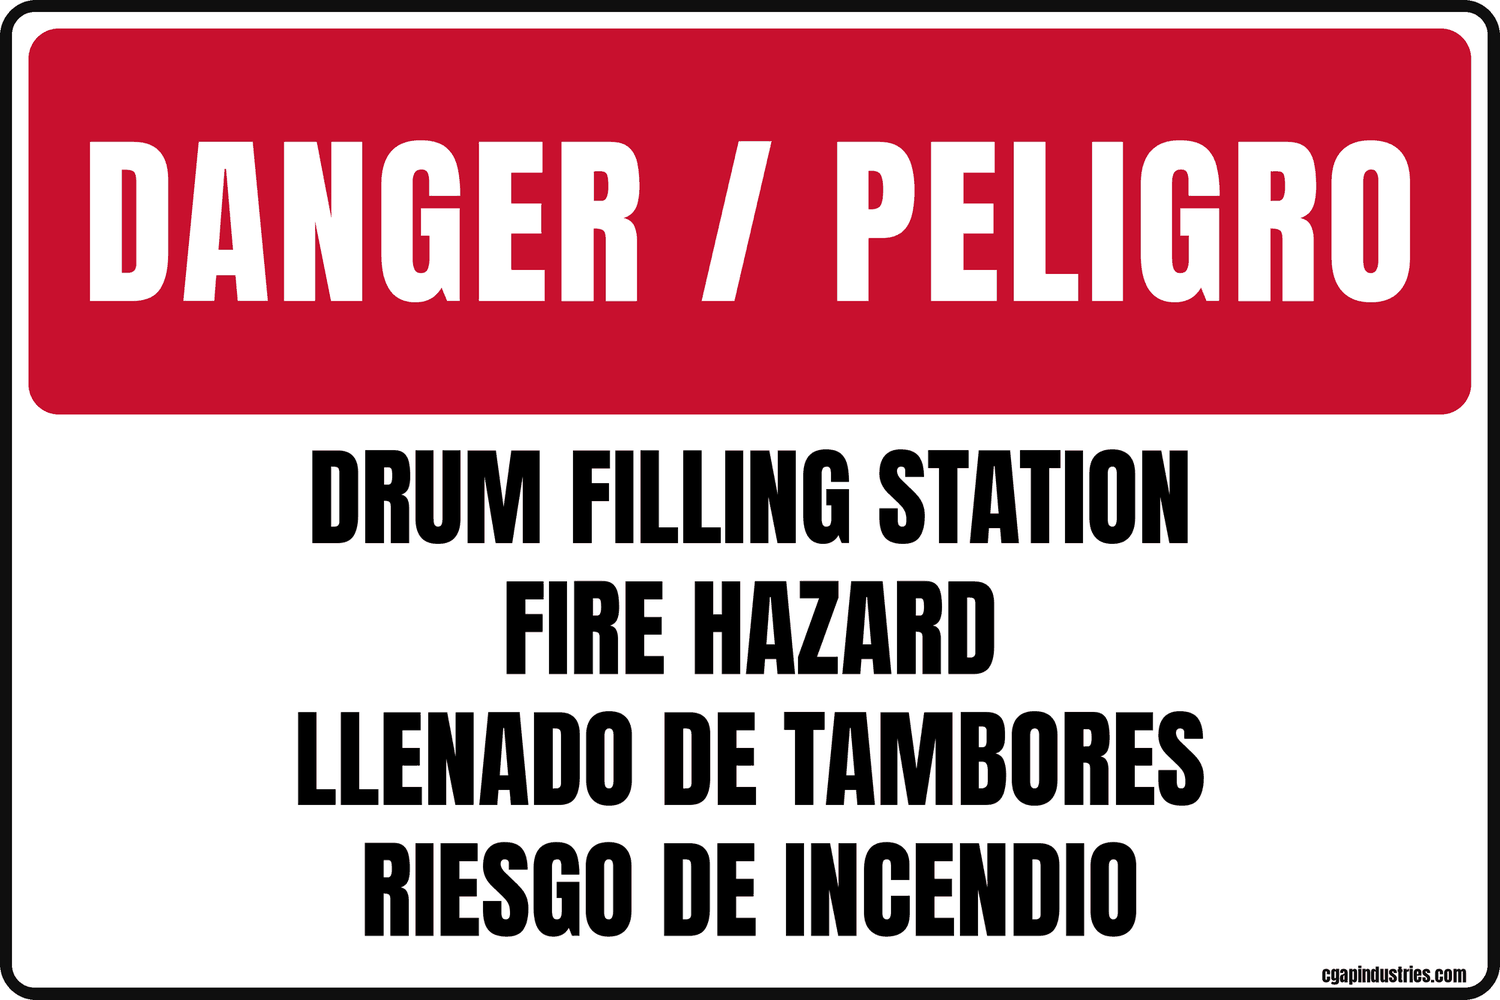 DANGER / PELIGRO
DRUM FILLING STATION
FIRE HAZARD
LLENADO DE TAMBORES
RIESGO DE INCENDIO
cgapindustries.com